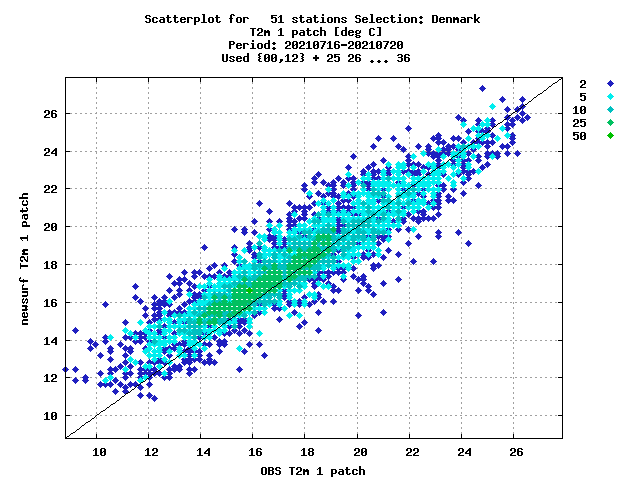 Scatterplot for 51 stations Selection: Denmark
T2m 1 patch [deg C]
Period: 20210716-20210720
Used {00,12} + 25 26 ... 36
2
5
10
25
50
26
24
22
20
18
16
14
12
10
newsurf T2m 1 patch
10 12 14 16 18 20 22 24 26
OBS T2m 1 patch